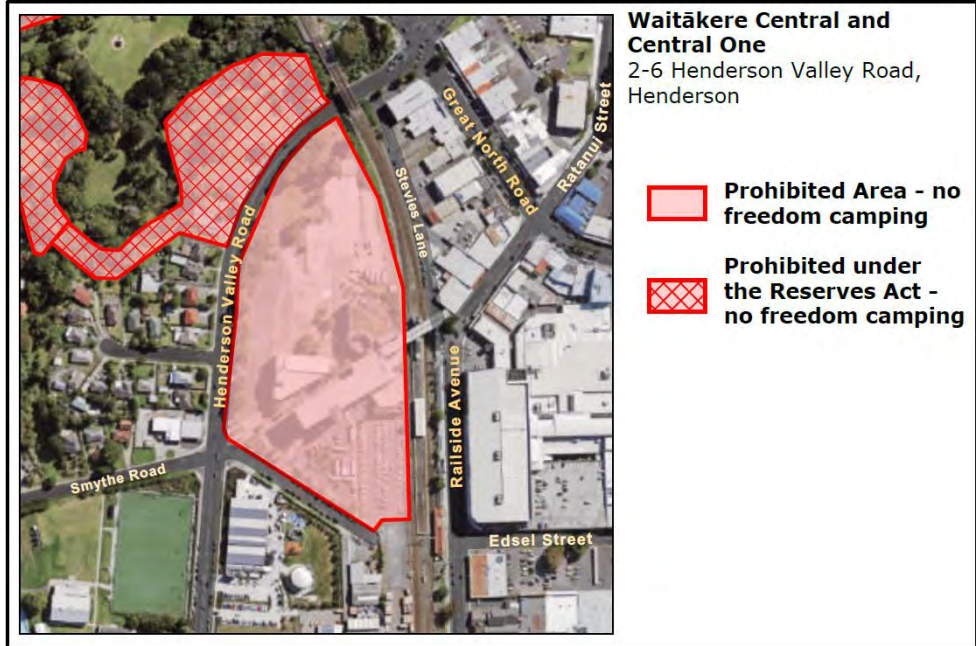 Waitākere Central and
Central One
2-6 Henderson Valley Road,
Henderson
Prohibited Area - no
freedom camping
Prohibited under
the Reserves Act -
no freedom camping
Great North Road
Ratanui Street
Stevies Lane
Henderson Valley Road
Railside Avenue
Smythe Road
Edsel Street